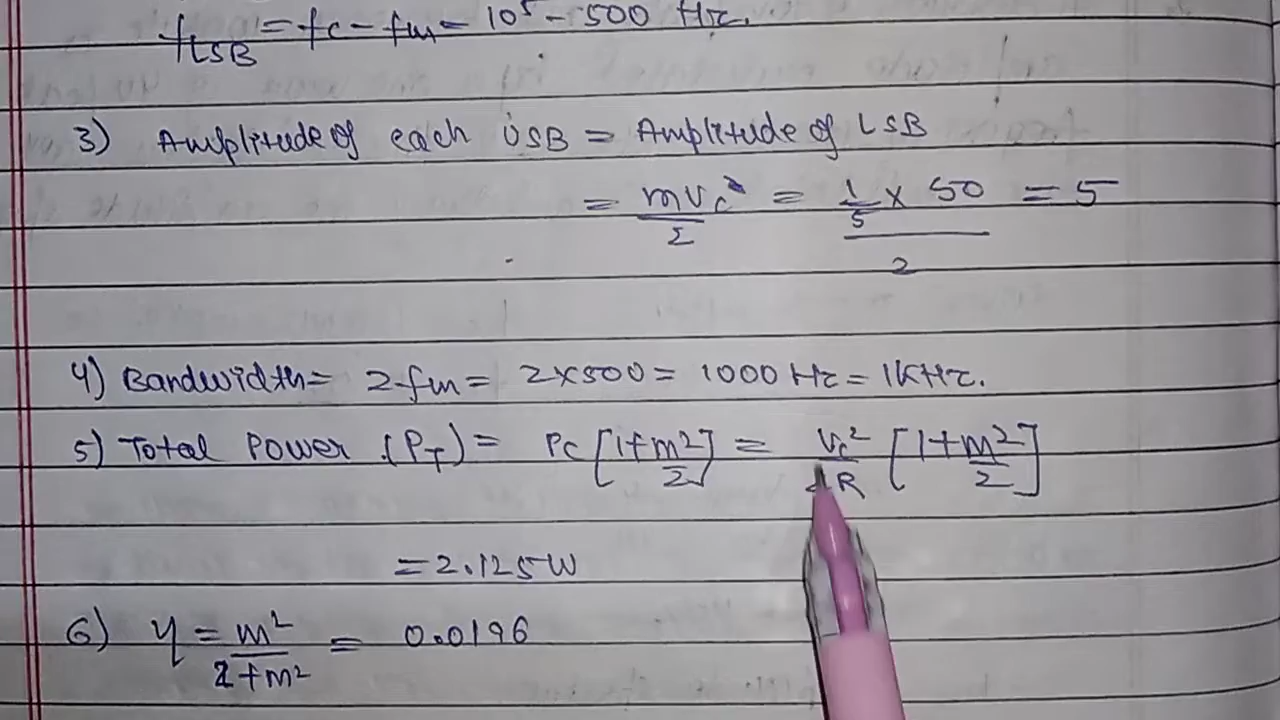 fLSB = fc - fm = 10⁵ - 500 Hz.
3) Amplitude of each USB = Amplitude of LSB
= mVc/2 = (1/5 × 50)/2 = 5
4) Bandwidth = 2fm = 2×500 = 1000 Hz = 1KHz.
5) Total Power (PT) = Pc [1+m²/2] = Vc²/2R [1+m²/2]
= 2.125W
6) η = m²/2+m² = 0.0196